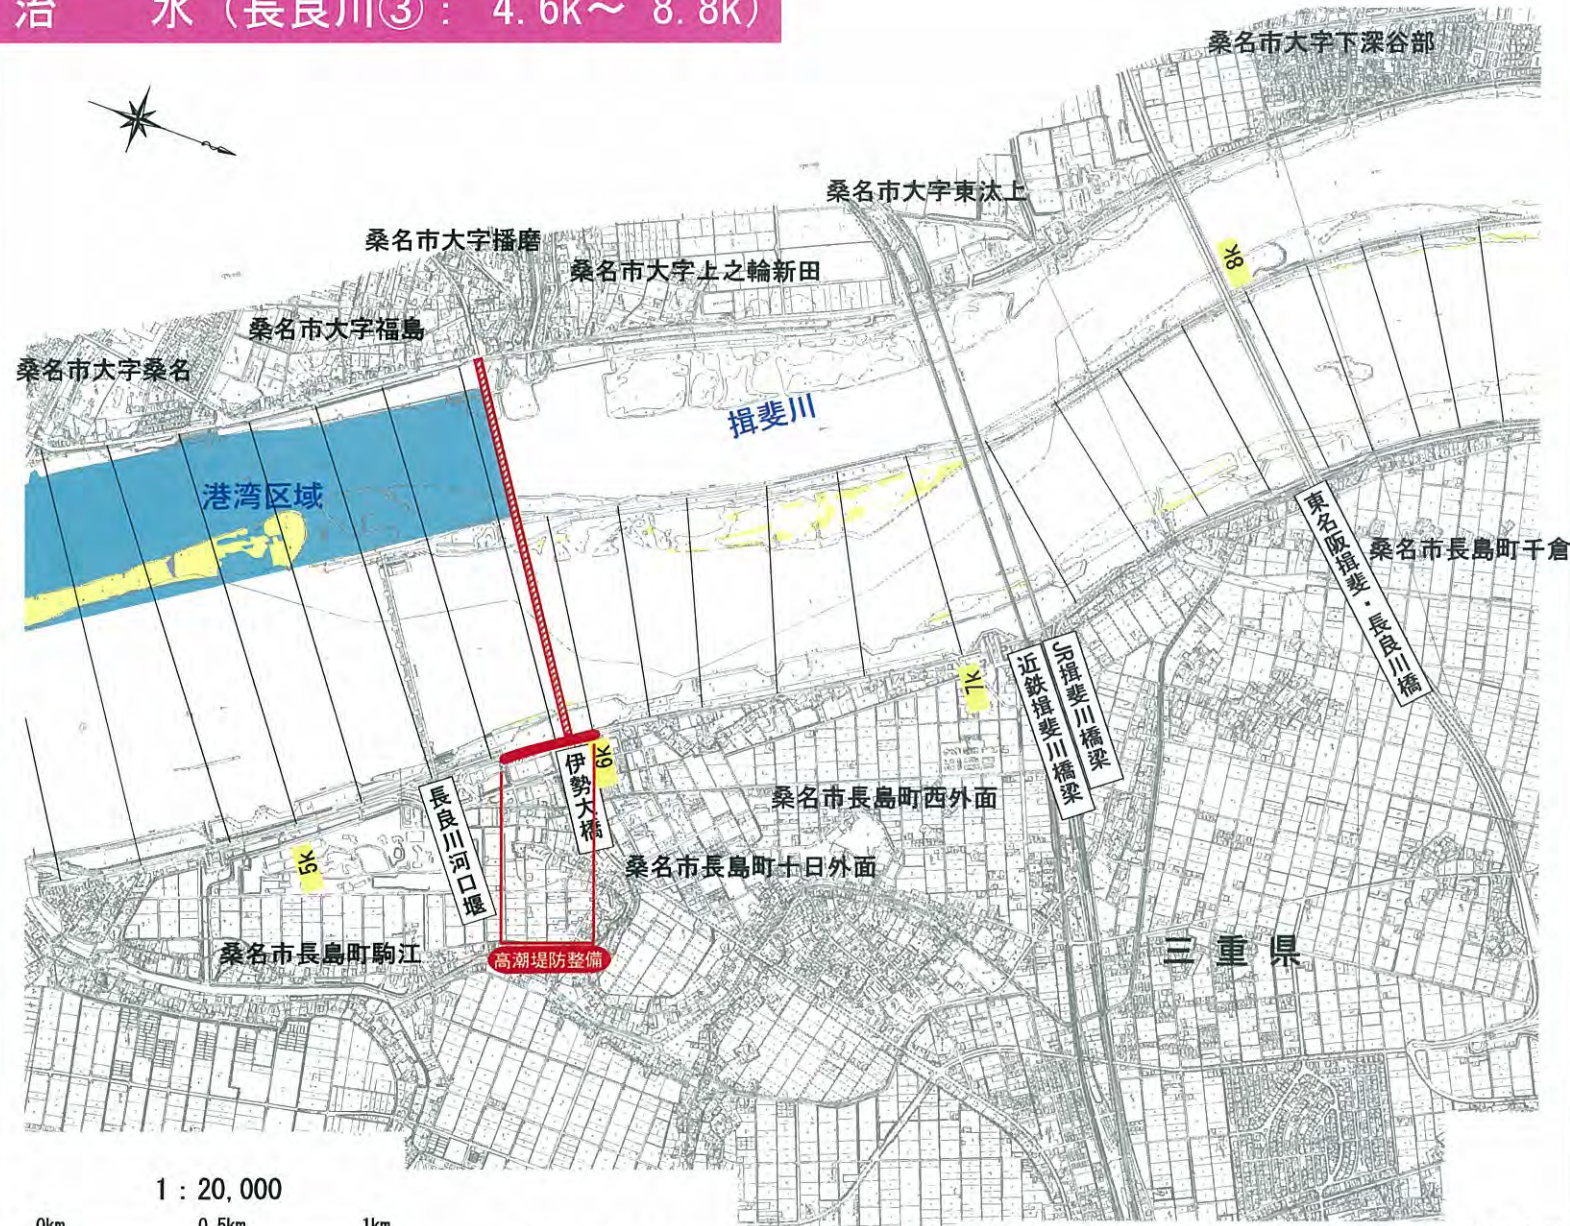 治　　水（長良川③： 4.6K～ 8.8K）
桑名市大字下深谷部
桑名市大字東汰上
桑名市大字播磨
桑名市大字上之輪新田
桑名市大字福島
桑名市大字桑名
8K
揖斐川
港湾区域
東名阪揖斐・長良川橋
桑名市長島町千倉
JR揖斐川橋梁
近鉄揖斐川橋梁
7K
6K
伊勢大橋
長良川河口堰
桑名市長島町西外面
5K
桑名市長島町十日外面
桑名市長島町駒江
高潮堤防整備
三重県
1：20,000
0km 0.5km 1km